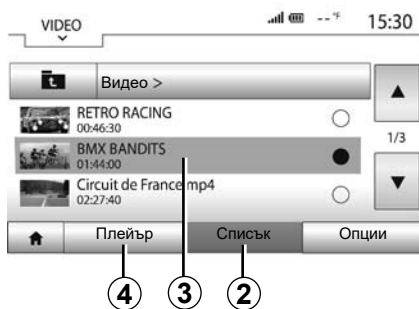 VIDEO
--°F
15:30
Видео >
RETRO RACING
00:46:30
1/3
BMX BANDITS
01:44:00
Circuit de France mp4
02:27:40
Плейър
Списък
Опции
4
3
2